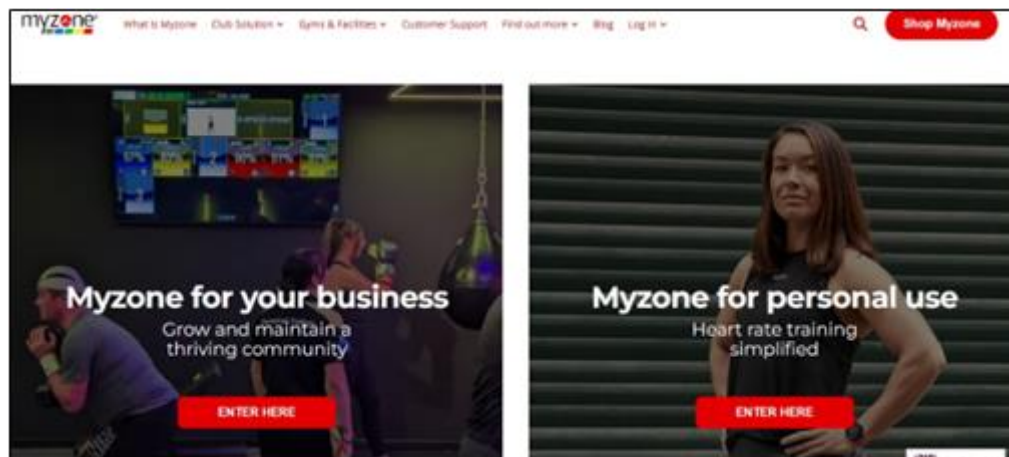 myzone
What is Myzone Club Solution Gyms & Facilities Customer Support Find out more Blog Log in
Shop Myzone
Myzone for your business
Grow and maintain a
thriving community
ENTER HERE
Myzone for personal use
Heart rate training
simplified
ENTER HERE